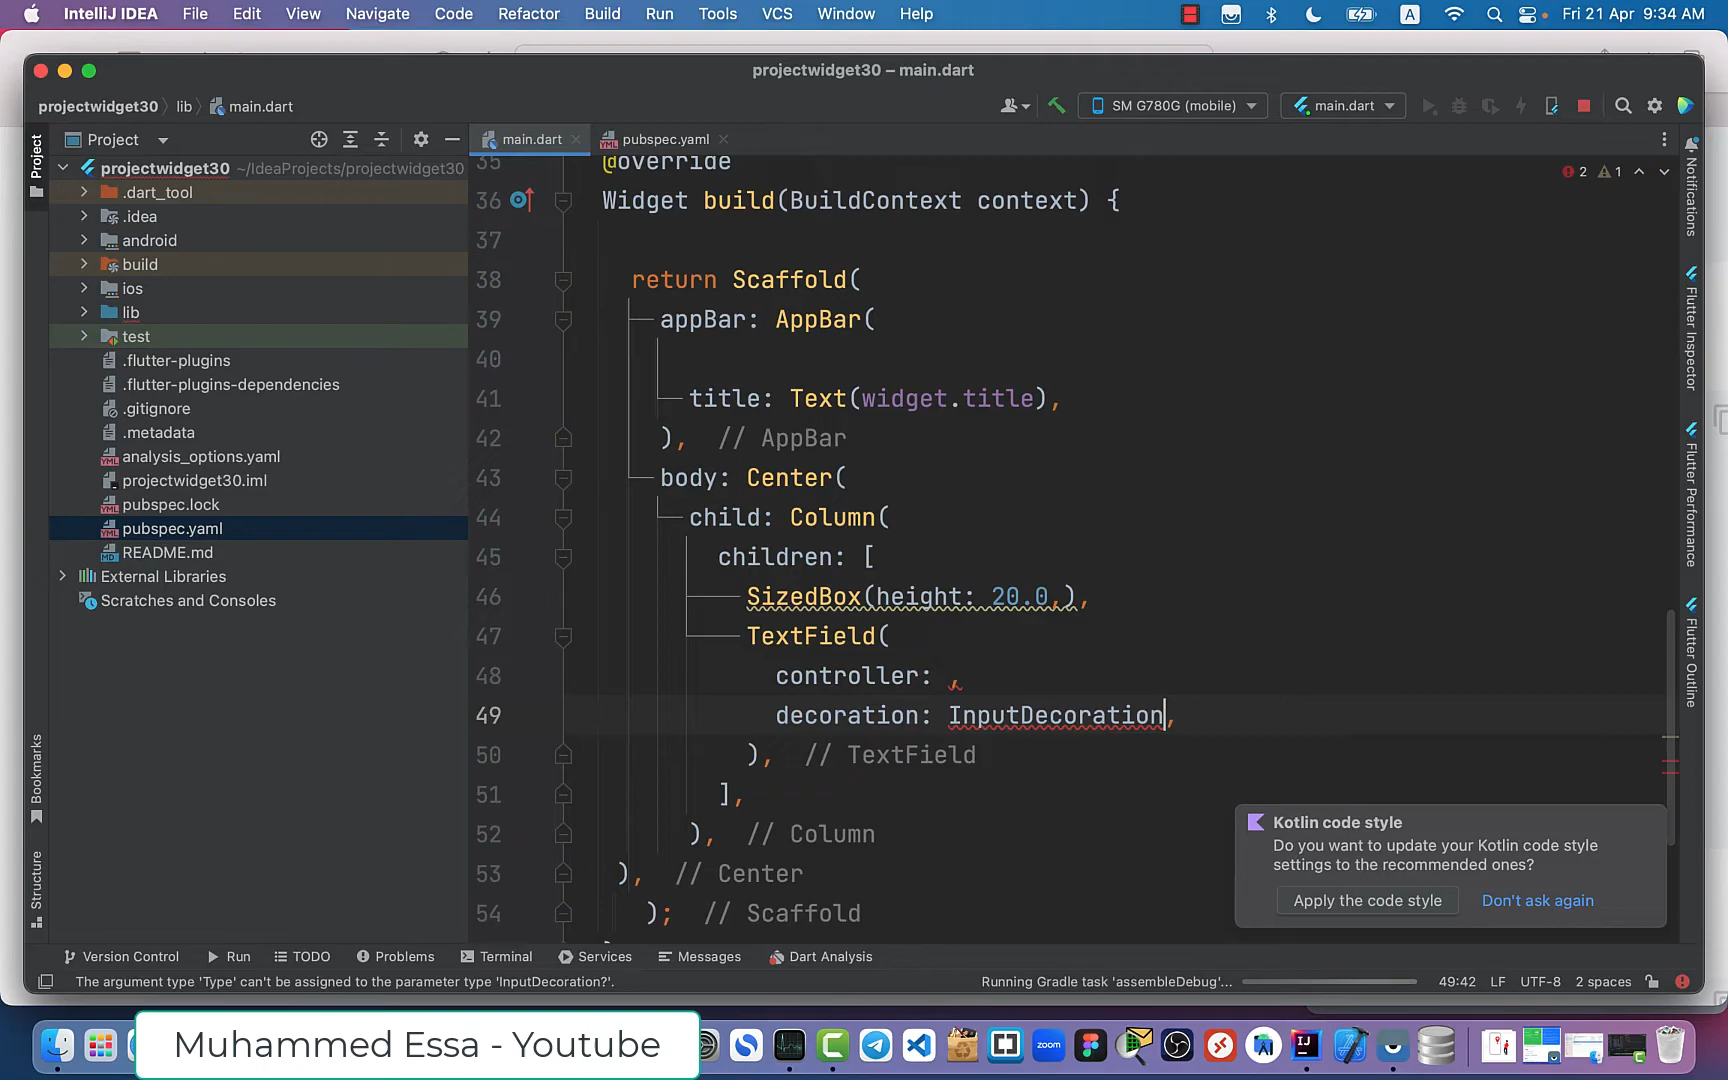 IntelliJ IDEA File Edit View Navigate Code Refactor Build Run Tools VCS Window Help A Fri 21 Apr 9:34 AM
projectwidget30 – main.dart
projectwidget30 lib main.dart SM G780G (mobile) main.dart
Project
main.dart pubspec.yaml
projectwidget30 ~/IdeaProjects/projectwidget30
.dart_tool
.idea
android
build
ios
lib
test
.flutter-plugins
.flutter-plugins-dependencies
.gitignore
.metadata
analysis_options.yaml
projectwidget30.iml
pubspec.lock
pubspec.yaml
README.md
External Libraries
Scratches and Consoles
Project
Bookmarks
Structure
35 @override
36 Widget build(BuildContext context) {
37
38 return Scaffold(
39 appBar: AppBar(
40
41 title: Text(widget.title),
42 ), // AppBar
43 body: Center(
44 child: Column(
45 children: [
46 SizedBox(height: 20.0,),
47 TextField(
48 controller: ,
49 decoration: InputDecoration,
50 ), // TextField
51 ],
52 ), // Column
53 ), // Center
54 ); // Scaffold
2 1
Notifications
Flutter Inspector
Flutter Performance
Flutter Outline
Kotlin code style
Do you want to update your Kotlin code style
settings to the recommended ones?
Apply the code style Don't ask again
Version Control Run TODO Problems Terminal Services Messages Dart Analysis
The argument type 'Type' can't be assigned to the parameter type 'InputDecoration?'. Running Gradle task 'assembleDebug'... 49:42 LF UTF-8 2 spaces
Muhammed Essa - Youtube
zoom
IJ